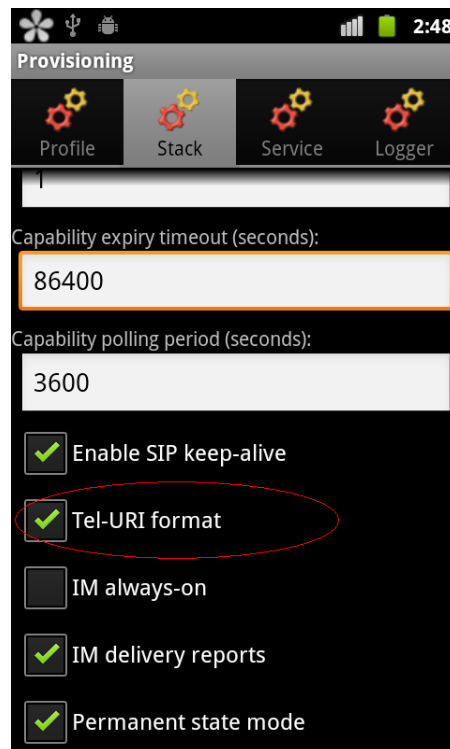 2:48
Provisioning
Profile Stack Service Logger
1
Capability expiry timeout (seconds):
86400
Capability polling period (seconds):
3600
Enable SIP keep-alive
Tel-URI format
IM always-on
IM delivery reports
Permanent state mode